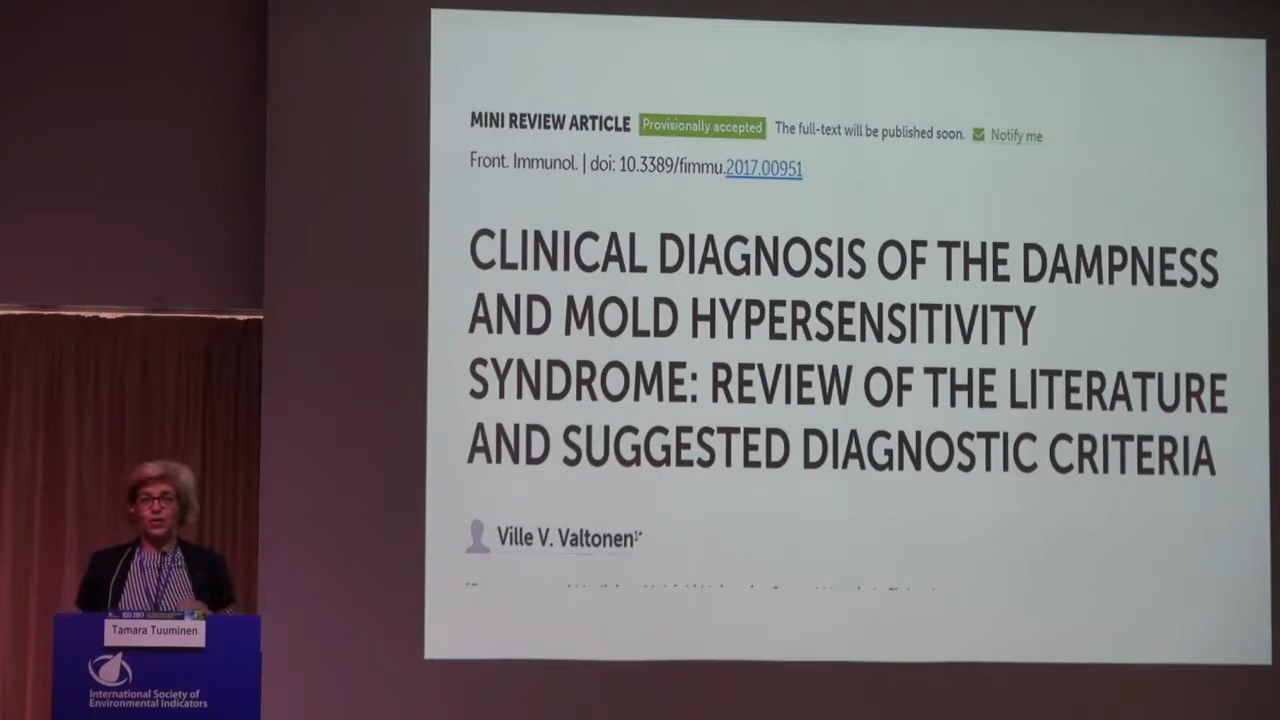 MINI REVIEW ARTICLE Provisionally accepted The full-text will be published soon. Notify me
Front. Immunol. | doi: 10.3389/fimmu.2017.00951
CLINICAL DIAGNOSIS OF THE DAMPNESS
AND MOLD HYPERSENSITIVITY
SYNDROME: REVIEW OF THE LITERATURE
AND SUGGESTED DIAGNOSTIC CRITERIA
Ville V. Valtonen1*
Tamara Tuuminen
International Society of
Environmental Indicators